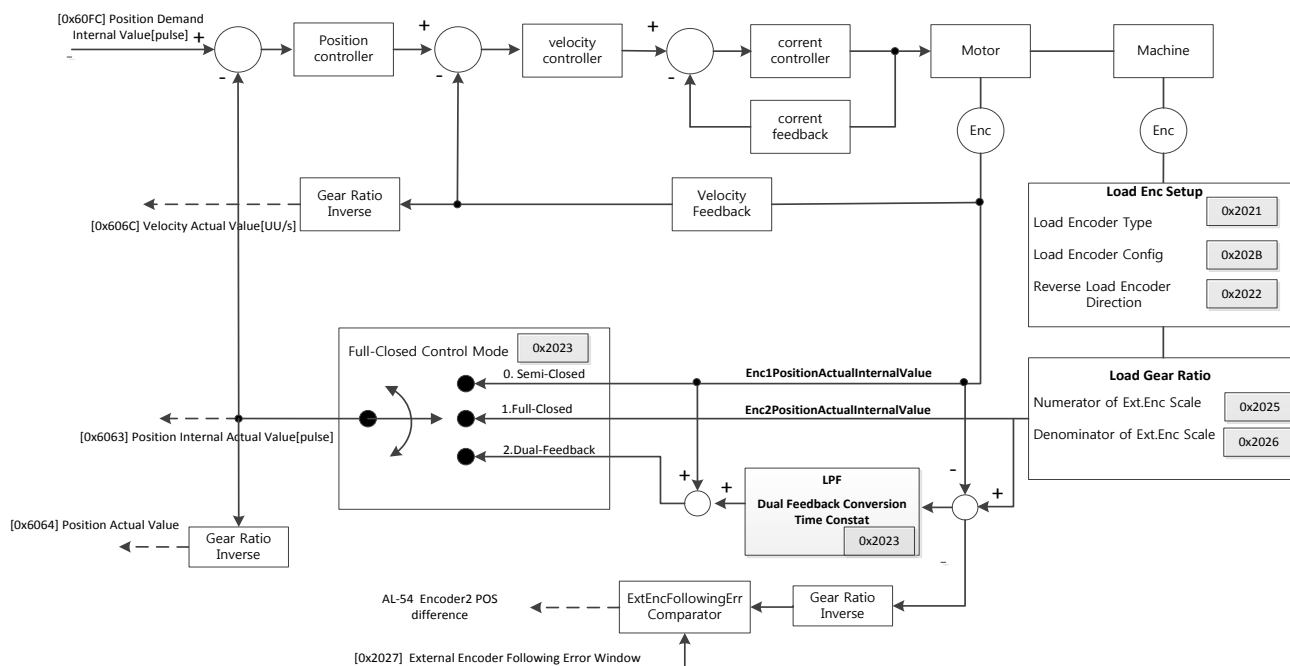 [0x60FC] Position Demand
Internal Value[pulse]
+
-
Position
controller
+
-
velocity
controller
+
-
corrent
controller
corrent
feedback
Motor
Machine
Enc
Enc
Gear Ratio
Inverse
[0x606C] Velocity Actual Value[UU/s]
Velocity
Feedback
Load Enc Setup
Load Encoder Type
0x2021
Load Encoder Config
0x202B
Reverse Load Encoder
Direction
0x2022
Full-Closed Control Mode
0x2023
0. Semi-Closed
1.Full-Closed
2.Dual-Feedback
Enc1PositionActualInternalValue
Enc2PositionActualInternalValue
Load Gear Ratio
Numerator of Ext.Enc Scale
0x2025
Denominator of Ext.Enc Scale
0x2026
[0x6063] Position Internal Actual Value[pulse]
[0x6064] Position Actual Value
Gear Ratio
Inverse
+
+
LPF
Dual Feedback Conversion
Time Constat
0x2023
-
+
-
AL-54 Encoder2 POS
difference
ExtEncFollowingErr
Comparator
Gear Ratio
Inverse
[0x2027] External Encoder Following Error Window